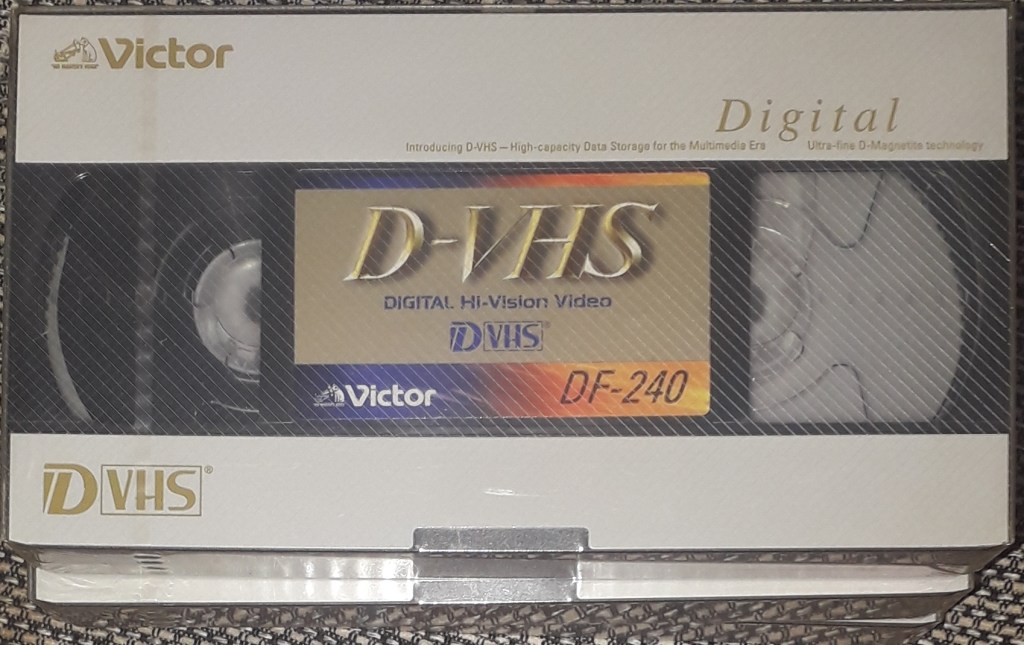 Victor
Digital
Introducing D-VHS — High-capacity Data Storage for the Multimedia Era
Ultra-fine D-Magnetite technology
D-VHS
DIGITAL Hi-Vision Video
D VHS®
Victor
DF-240
D VHS®